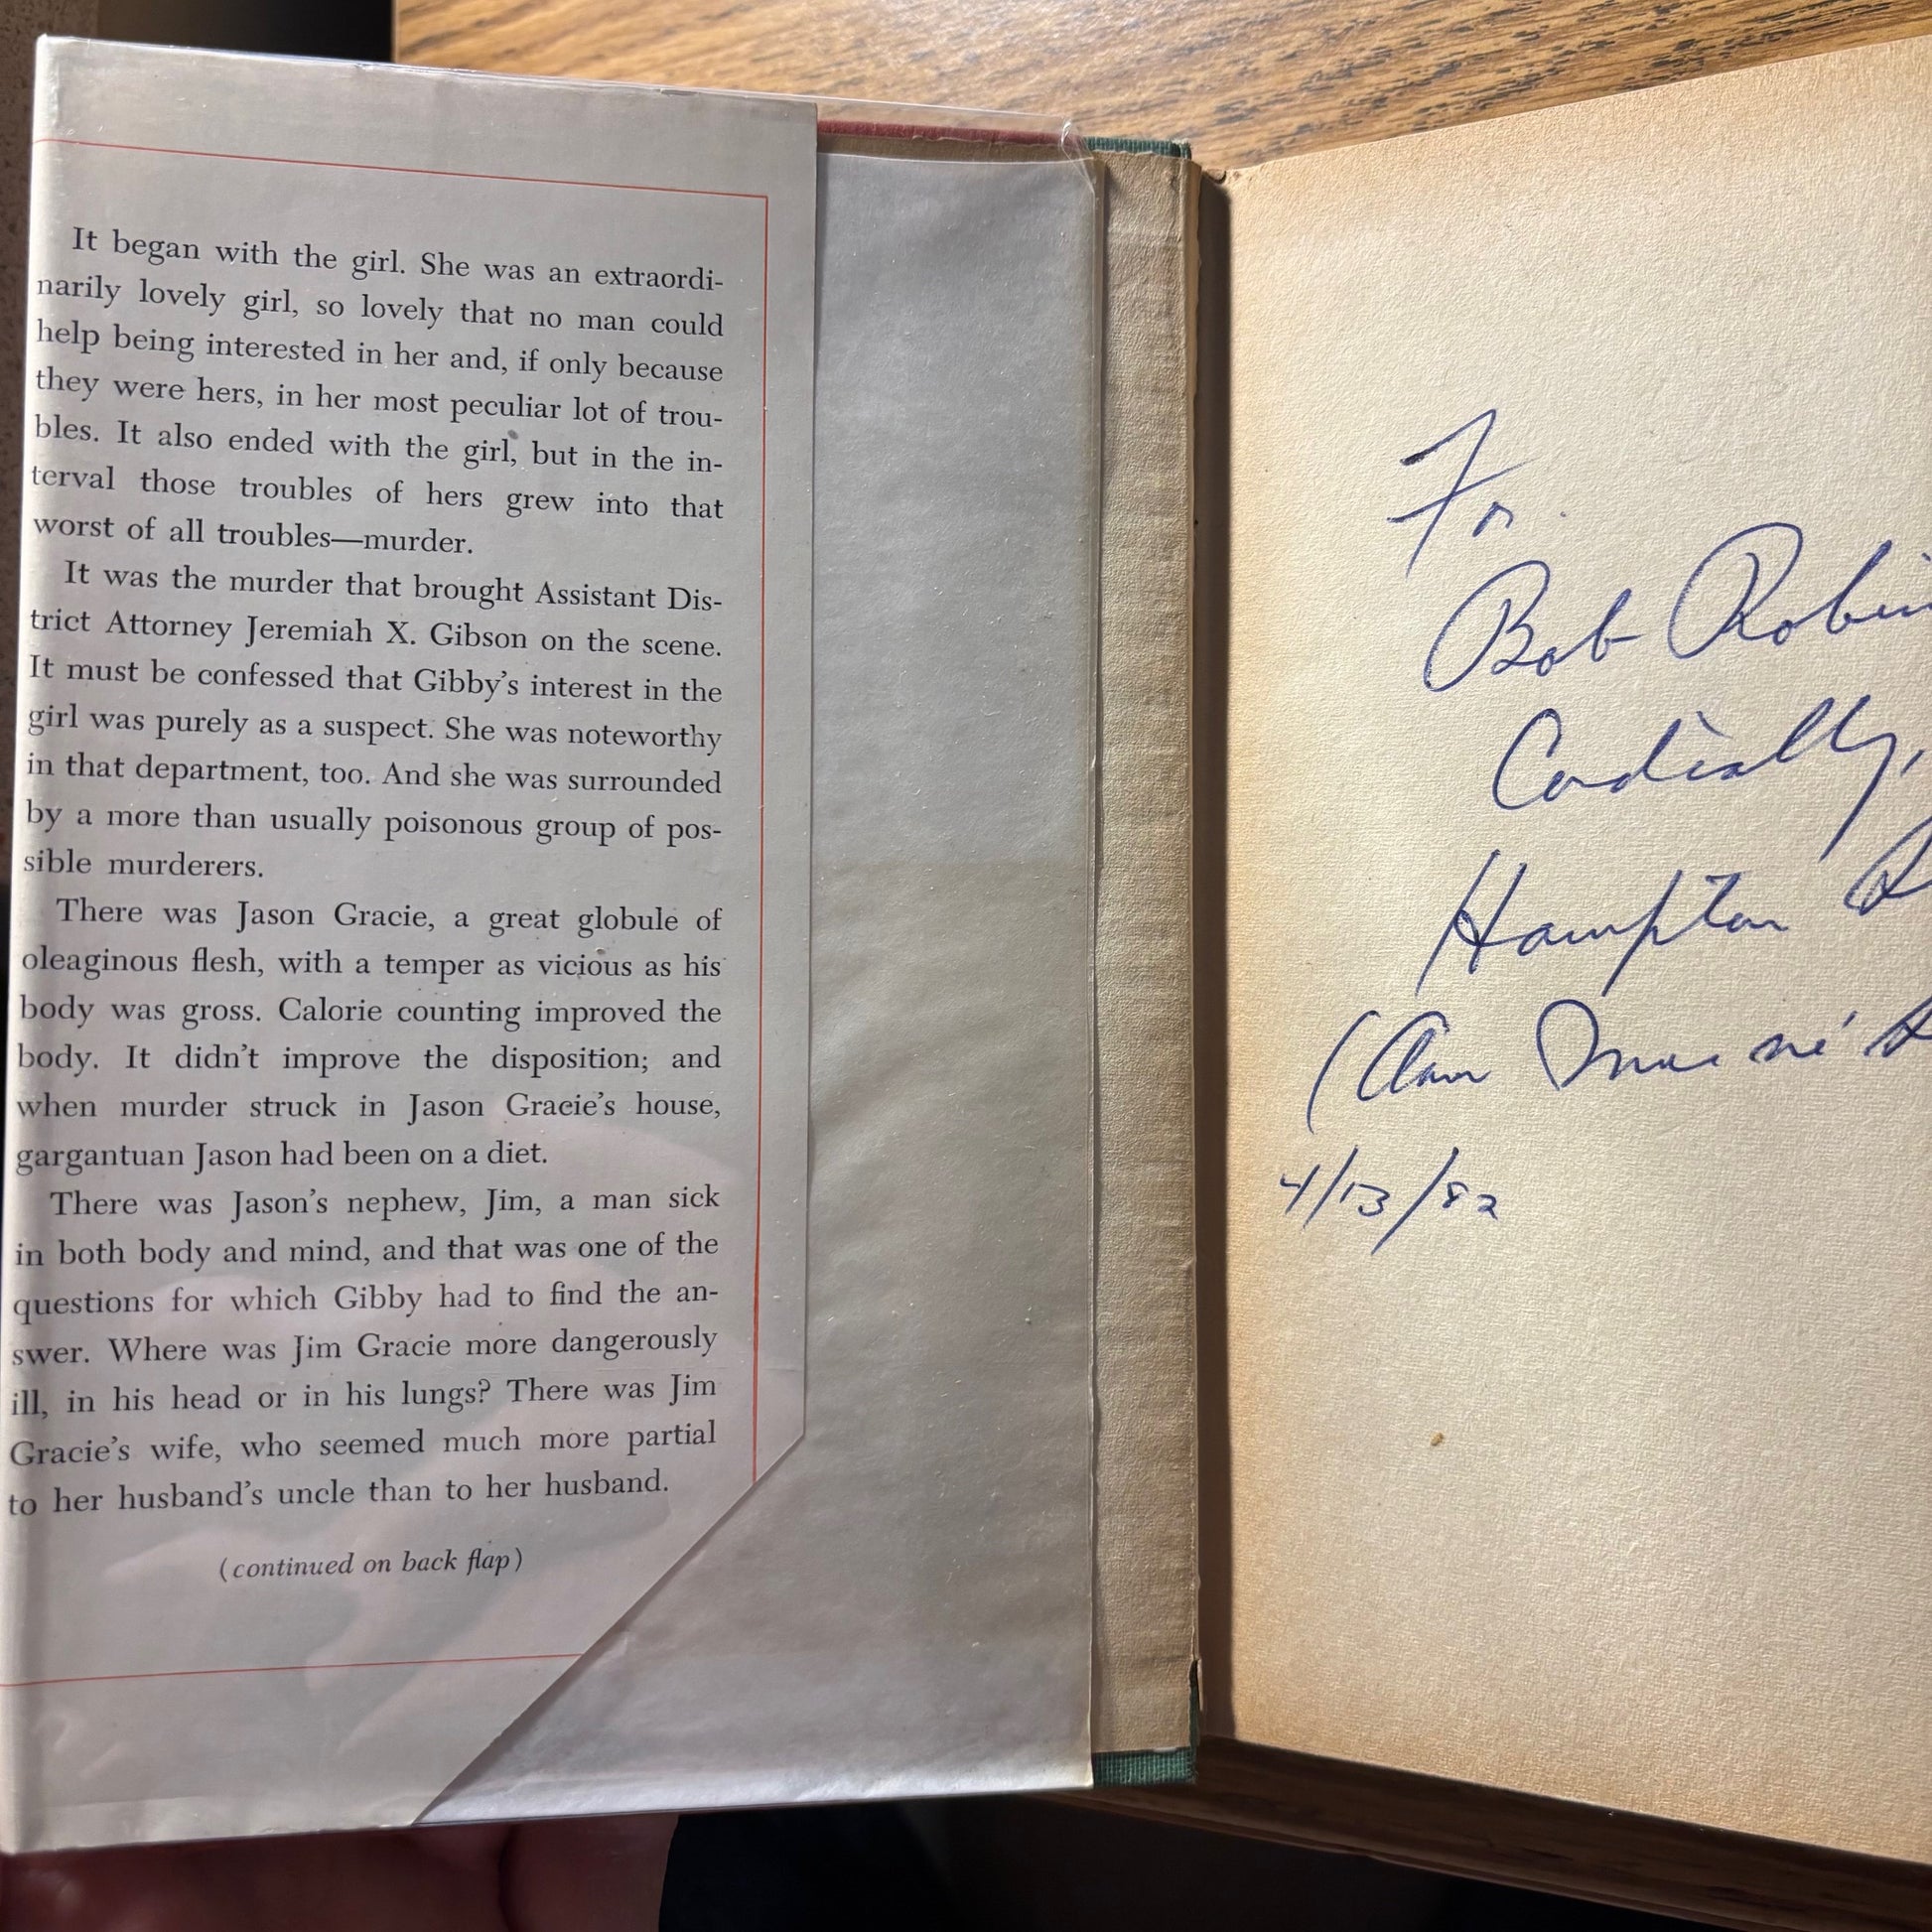 It began with the girl. She was an extraordi-
narily lovely girl, so lovely that no man could
help being interested in her and, if only because
they were hers, in her most peculiar lot of trou-
bles. It also ended with the girl, but in the in-
terval those troubles of hers grew into that
worst of all troubles—murder.
It was the murder that brought Assistant Dis-
trict Attorney Jeremiah X. Gibson on the scene.
It must be confessed that Gibby's interest in the
girl was purely as a suspect. She was noteworthy
in that department, too. And she was surrounded
by a more than usually poisonous group of pos-
sible murderers.
There was Jason Gracie, a great globule of
oleaginous flesh, with a temper as vicious as his
body was gross. Calorie counting improved the
body. It didn't improve the disposition; and
when murder struck in Jason Gracie's house,
gargantuan Jason had been on a diet.
There was Jason's nephew, Jim, a man sick
in both body and mind, and that was one of the
questions for which Gibby had to find the an-
swer. Where was Jim Gracie more dangerously
ill, in his head or in his lungs? There was Jim
Gracie's wife, who seemed much more partial
to her husband's uncle than to her husband.
(continued on back flap)
For
Bob
Cordially,
Hampton
4/13/82